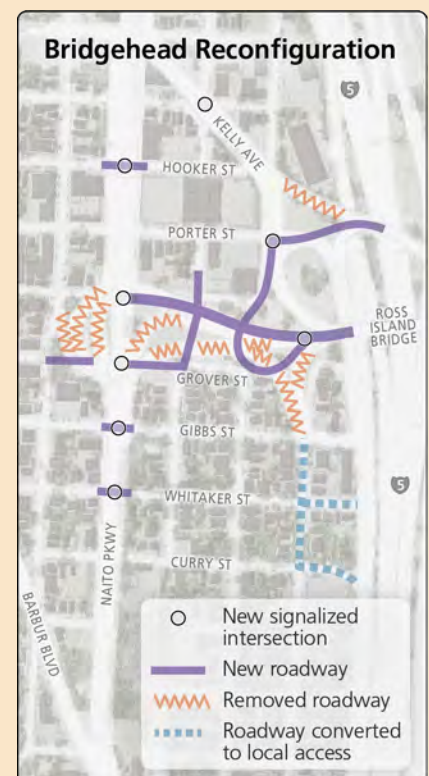 Bridgehead Reconfiguration
5
KELLY AVE
HOOKER ST
PORTER ST
ROSS
ISLAND
BRIDGE
GROVER ST
GIBBS ST
5
WHITAKER ST
NAITO PKWY
CURRY ST
BARBUR BLVD
New signalized
intersection
New roadway
Removed roadway
Roadway converted
to local access